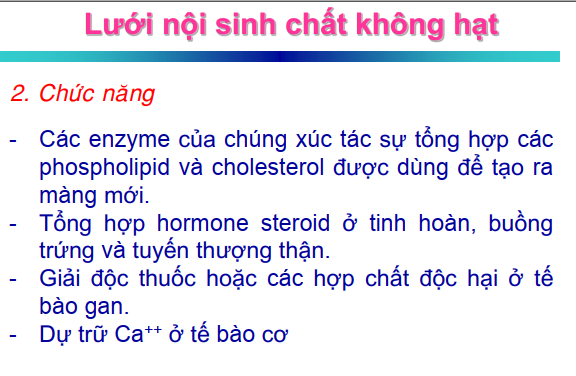 Lưới nội sinh chất không hạt
2. Chức năng
- Các enzyme của chúng xúc tác sự tổng hợp các
phospholipid và cholesterol được dùng để tạo ra
màng mới.
- Tổng hợp hormone steroid ở tinh hoàn, buồng
trứng và tuyến thượng thận.
- Giải độc thuốc hoặc các hợp chất độc hại ở tế
bào gan.
- Dự trữ Ca⁺⁺ ở tế bào cơ